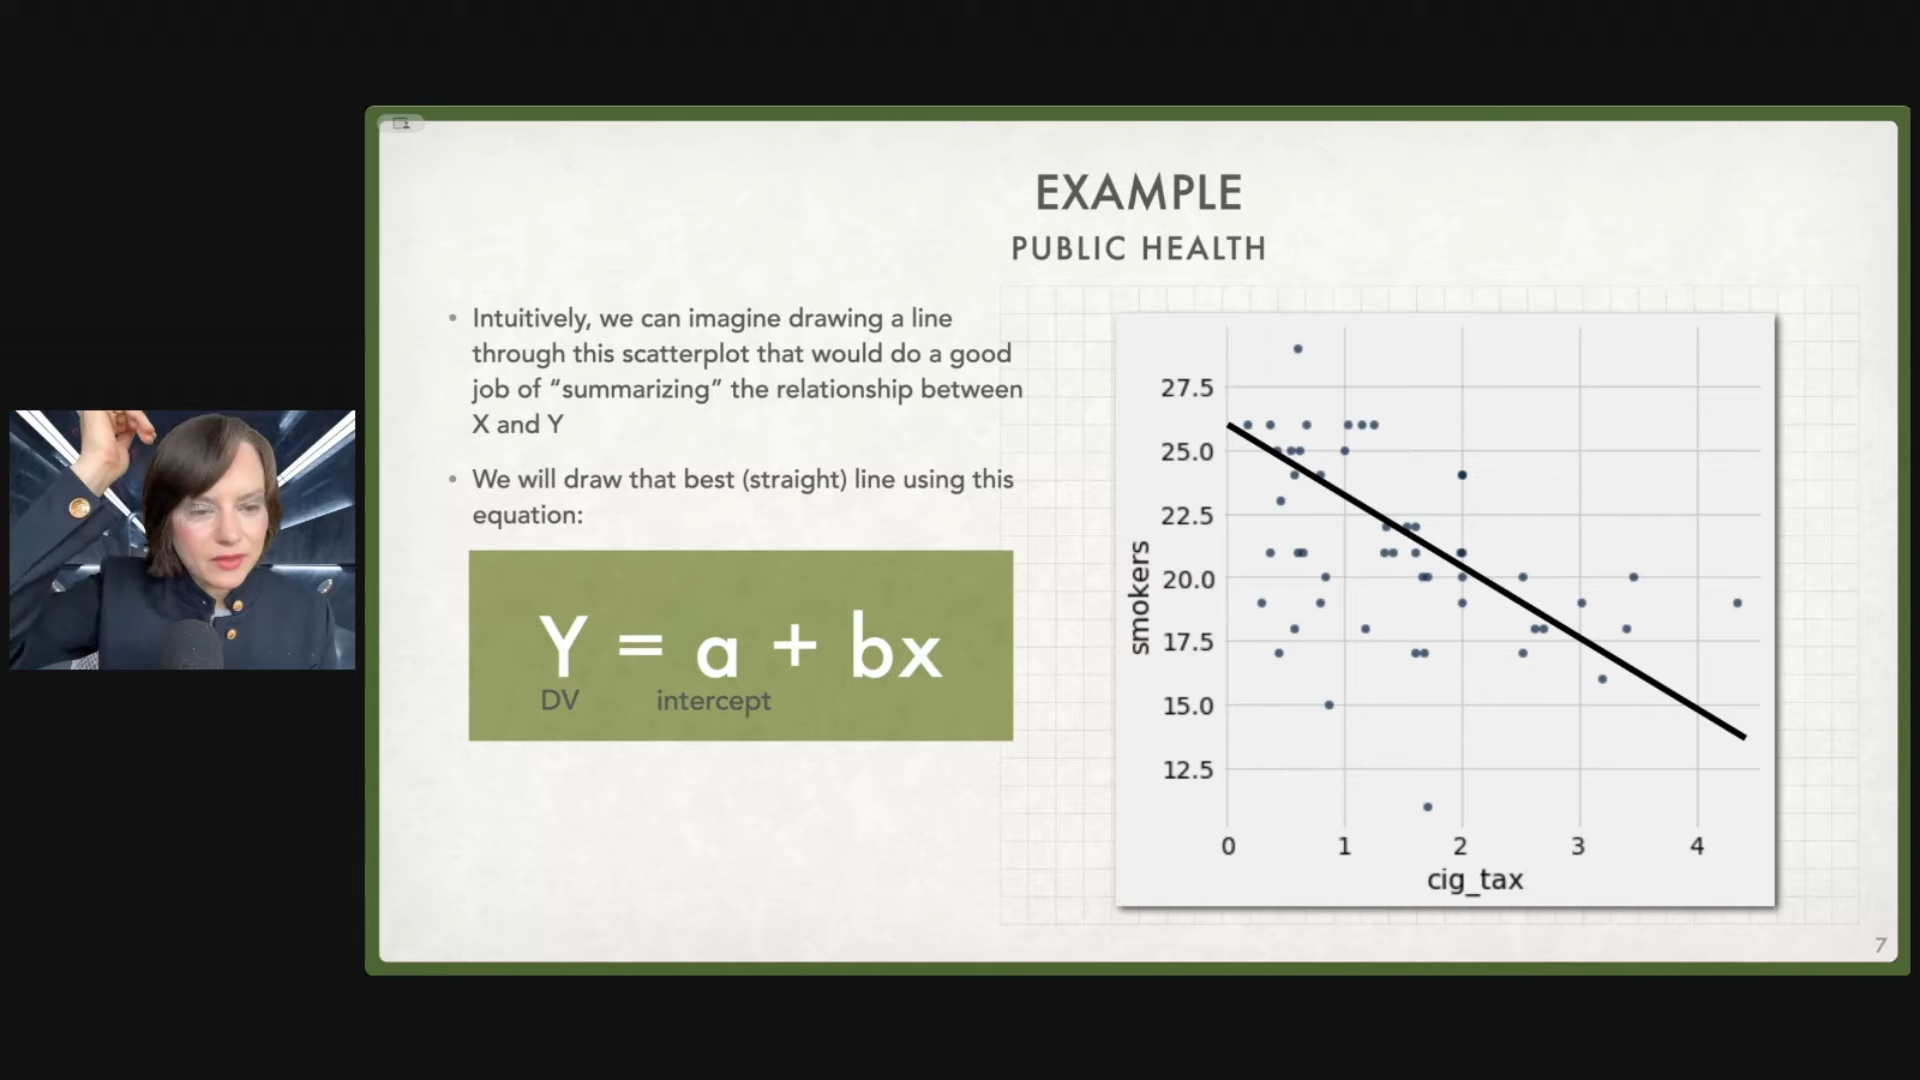 EXAMPLE
PUBLIC HEALTH
• Intuitively, we can imagine drawing a line
through this scatterplot that would do a good
job of “summarizing” the relationship between
X and Y
• We will draw that best (straight) line using this
equation:
Y = a + bx
DV intercept
27.5
25.0
22.5
20.0
17.5
15.0
12.5
smokers
0 1 2 3 4
cig_tax
7